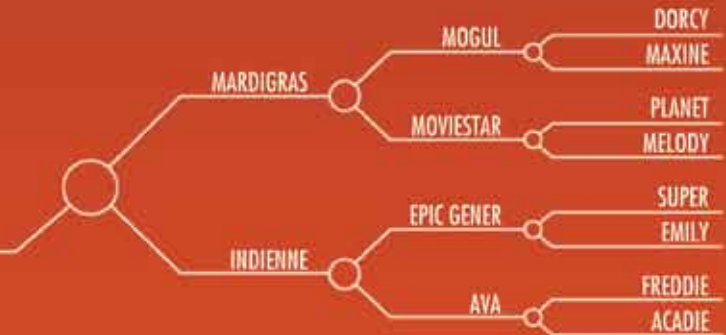 DORCY
MOGUL
MAXINE
MARDIGRAS
PLANET
MOVIESTAR
MELODY
SUPER
EPIC GENER
EMILY
INDIENNE
FREDDIE
AVA
ACADIE